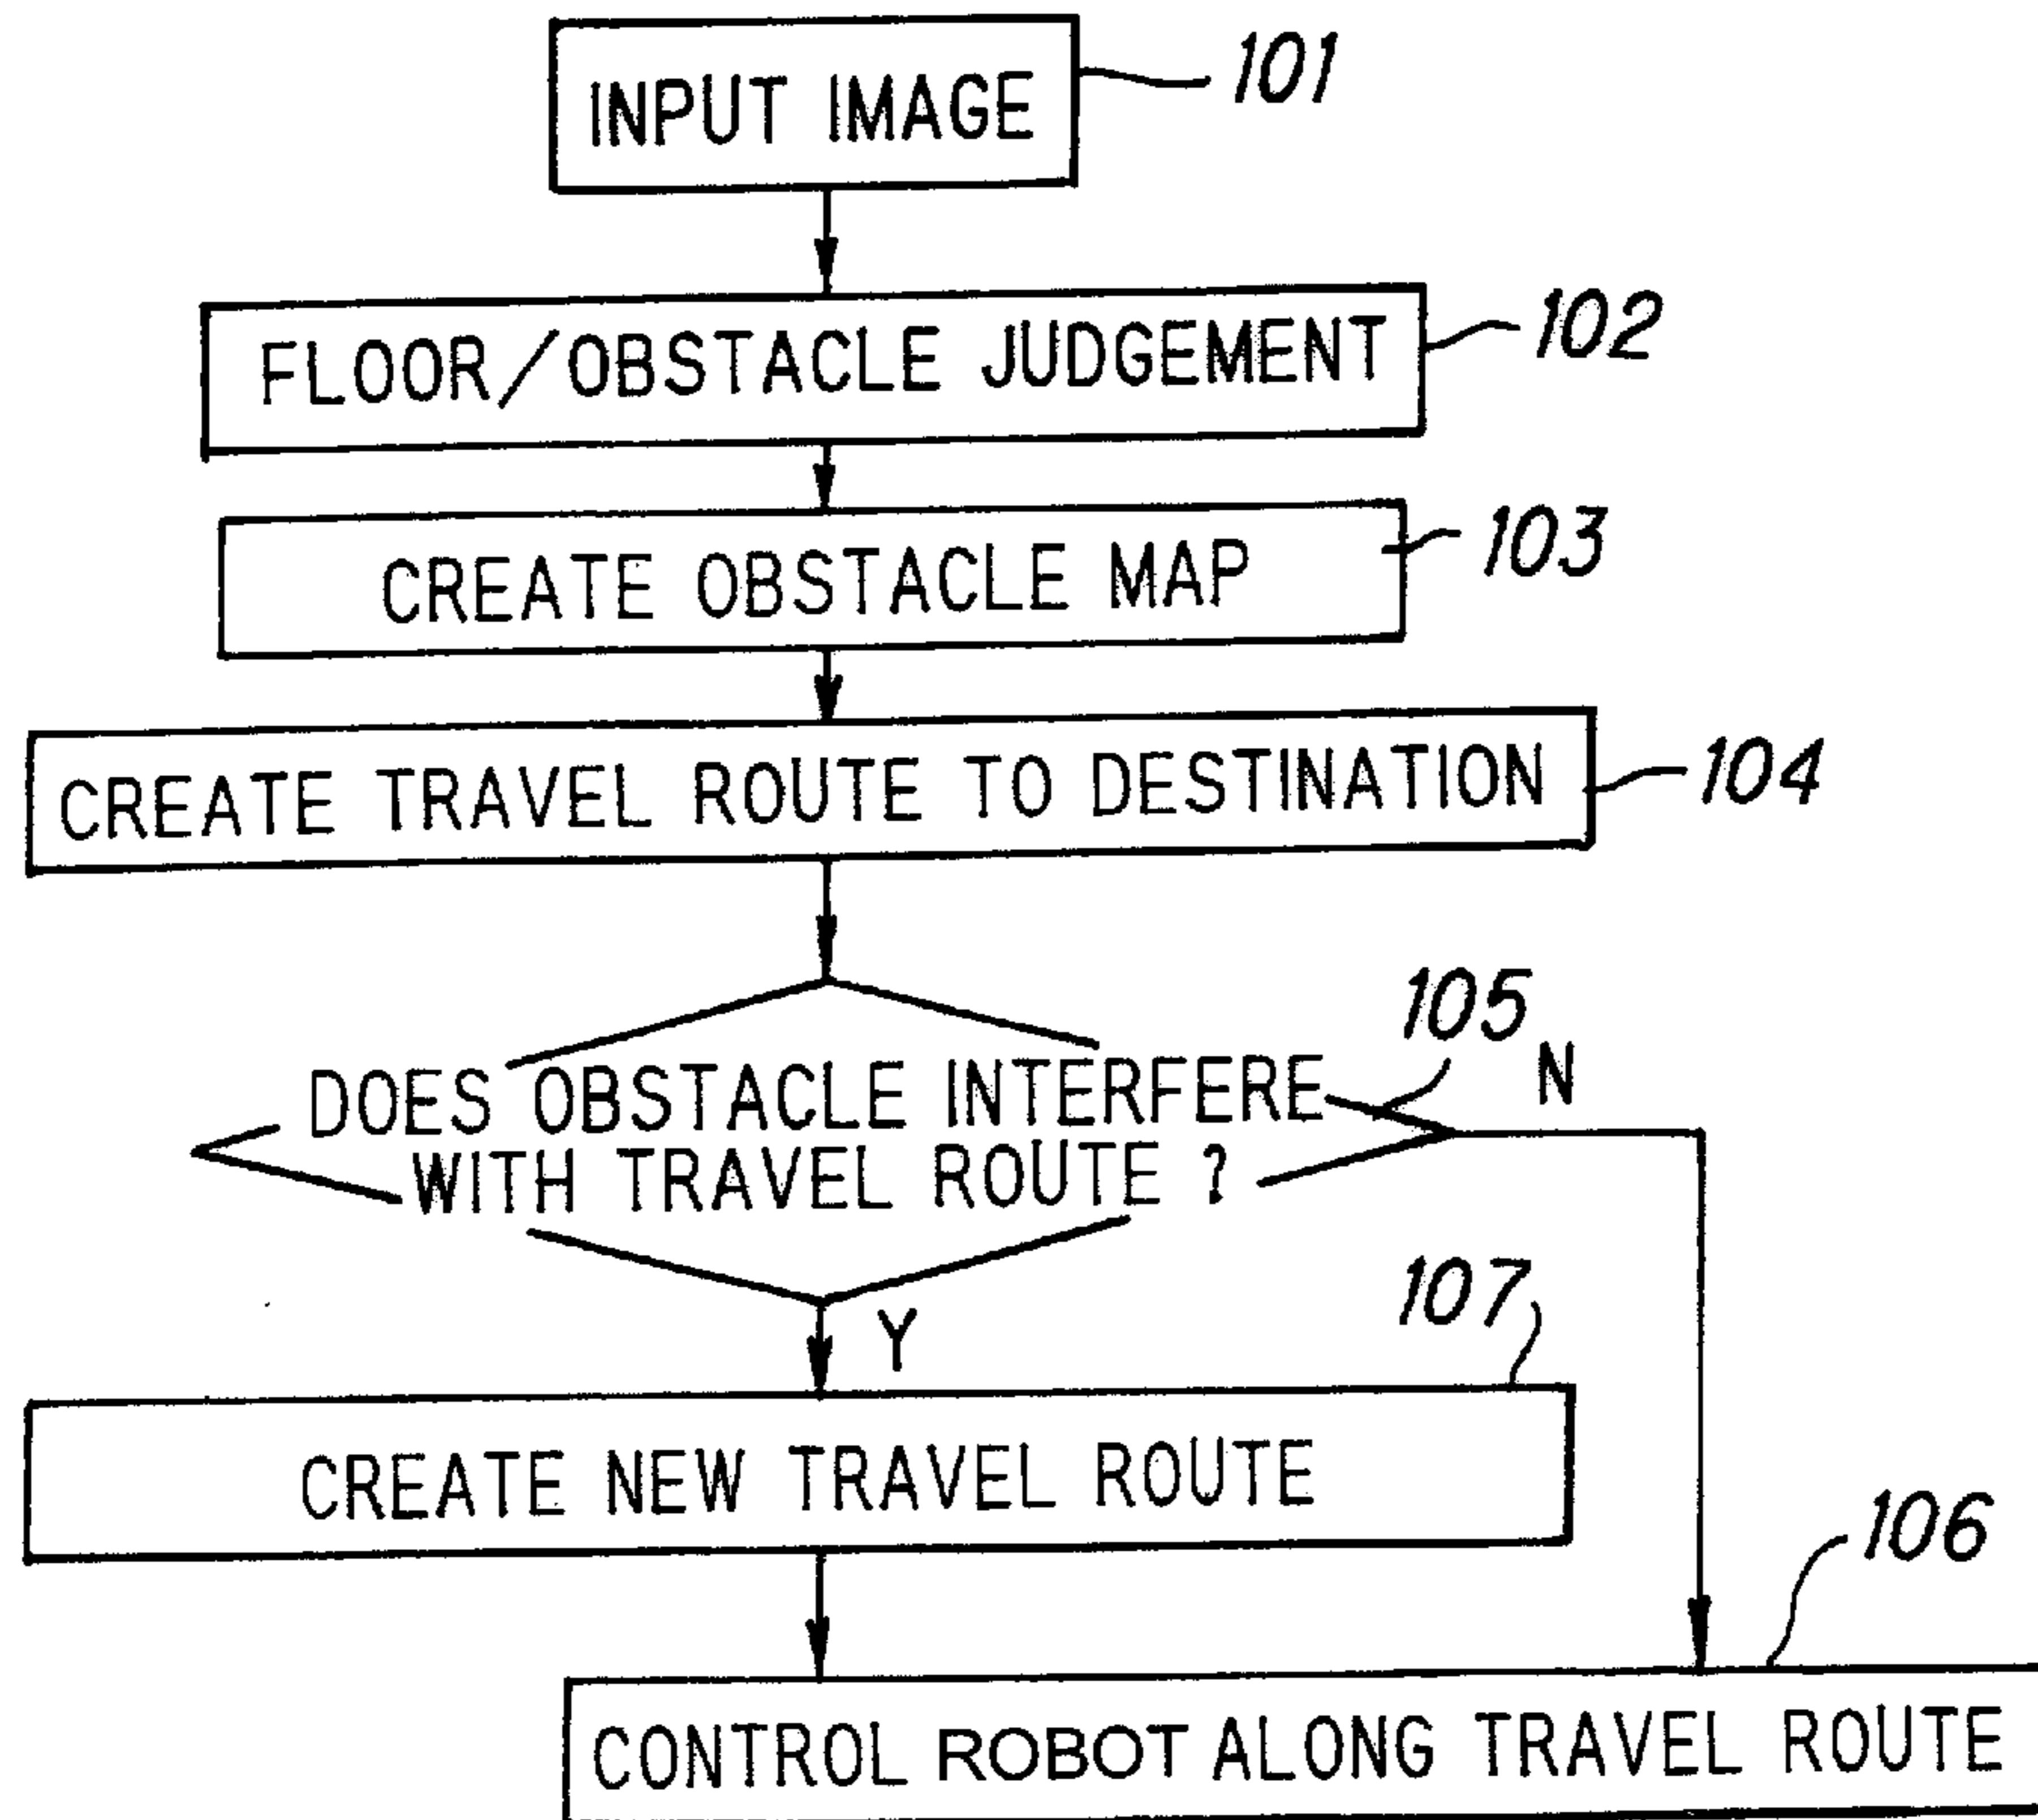 INPUT IMAGE
101
FLOOR/OBSTACLE JUDGEMENT
102
CREATE OBSTACLE MAP
103
CREATE TRAVEL ROUTE TO DESTINATION
104
105
N
DOES OBSTACLE INTERFERE
WITH TRAVEL ROUTE ?
Y
107
CREATE NEW TRAVEL ROUTE
106
CONTROL ROBOT ALONG TRAVEL ROUTE